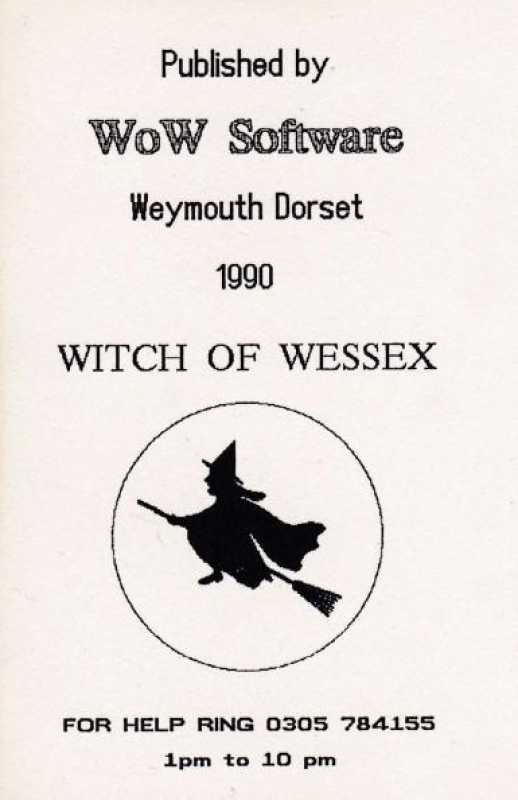 Published by
WoW Software
Weymouth Dorset
1990
WITCH OF WESSEX
FOR HELP RING 0305 784155
1pm to 10 pm